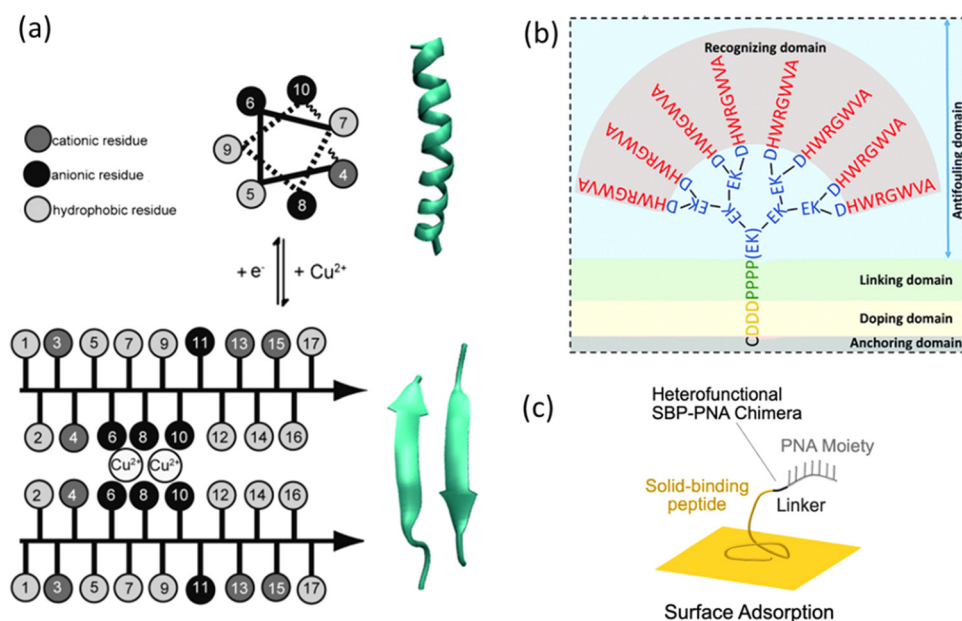 (a)
6
10
7
9
4
5
8
cationic residue
anionic residue
hydrophobic residue
+ e-
+ Cu2+
1 3 5 7 9 11 13 15 17
2 4 6 8 10 12 14 16
Cu2+ Cu2+
2 4 6 8 10 12 14 16
1 3 5 7 9 11 13 15 17
(b)
Recognizing domain
DHWRGWVA
DHWRGWVA
DHWRGWVA
DHWRGWVA
DHWRGWVA
DHWRGWVA
DHWRGWVA
DHWRGWVA
EK
EK
EK
EK
EK
EK
(EK)
PPPP
DDD
C
Antifouling domain
Linking domain
Doping domain
Anchoring domain
(c)
Heterofunctional
SBP-PNA Chimera
PNA Moiety
Solid-binding
peptide
Linker
Surface Adsorption